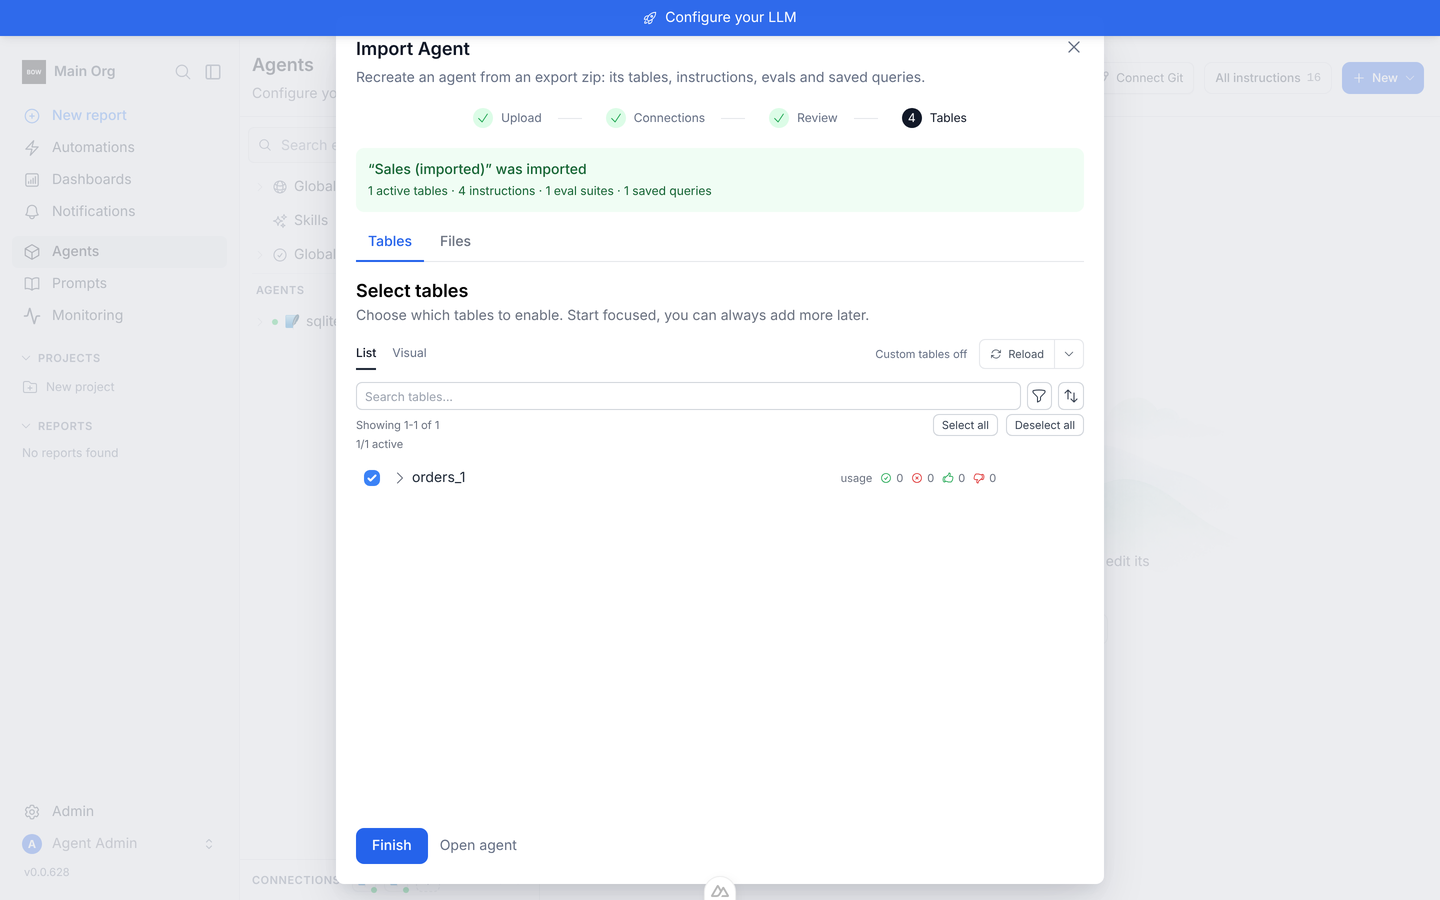 Configure your LLM
BOW
Main Org
New report
Automations
Dashboards
Notifications
Agents
Prompts
Monitoring
PROJECTS
New project
REPORTS
No reports found
Admin
A
Agent Admin
v0.0.628
Agents
Configure yo
Search e
Global
Skills
Global
AGENTS
sqlite
CONNECTIONS
Connect Git
All instructions 16
New
edit its
Import Agent
Recreate an agent from an export zip: its tables, instructions, evals and saved queries.
Upload
Connections
Review
4 Tables
“Sales (imported)” was imported
1 active tables · 4 instructions · 1 eval suites · 1 saved queries
Tables Files
Select tables
Choose which tables to enable. Start focused, you can always add more later.
List Visual
Custom tables off
Reload
Search tables...
Showing 1-1 of 1
Select all
Deselect all
1/1 active
orders_1
usage 0 0 0 0
Finish
Open agent